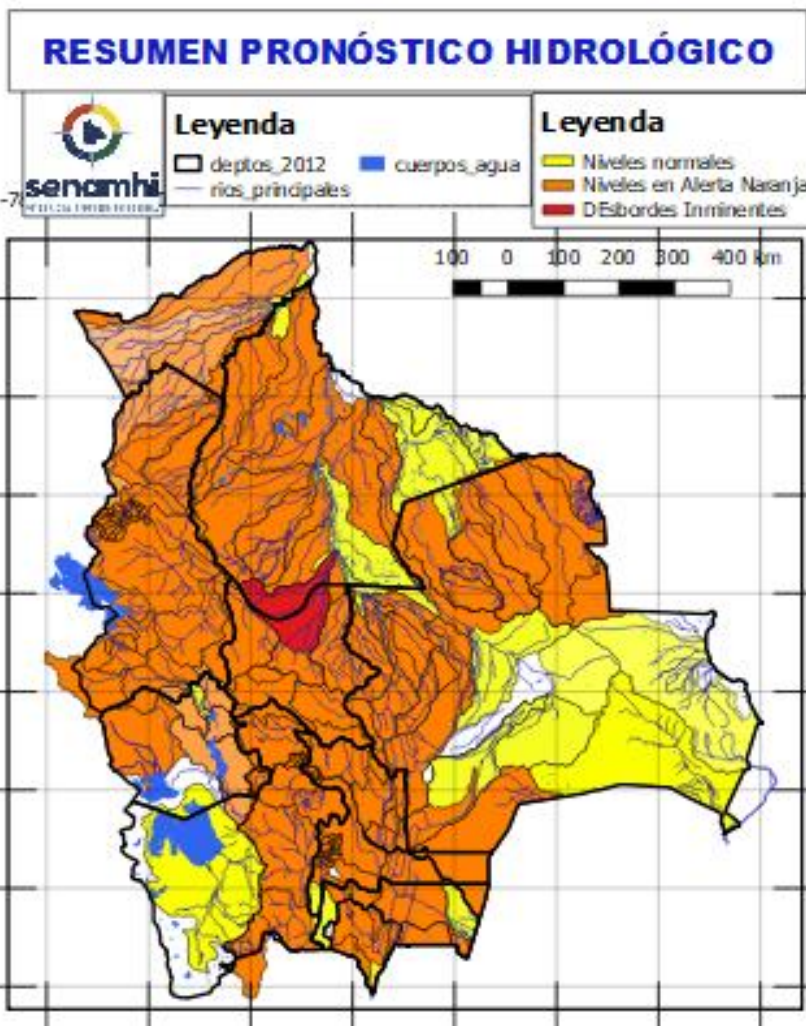 RESUMEN PRONÓSTICO HIDROLÓGICO
senamhi
Leyenda
deptos_2012
cuerpos_agua
rios_principales
Leyenda
Niveles normales
Niveles en Alerta Naranja
DEsbordes Inminentes
100 0 100 200 300 400 km